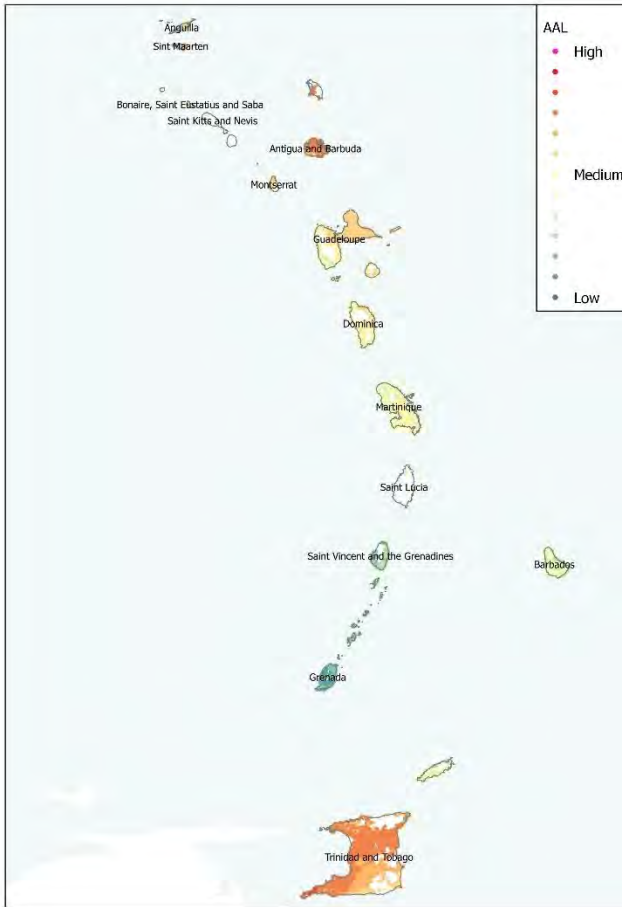 AAL
High
Medium
Low
Anguilla
Sint Maarten
Bonaire, Saint Eustatius and Saba
Saint Kitts and Nevis
Antigua and Barbuda
Montserrat
Guadeloupe
Dominica
Martinique
Saint Lucia
Saint Vincent and the Grenadines
Barbados
Grenada
Trinidad and Tobago